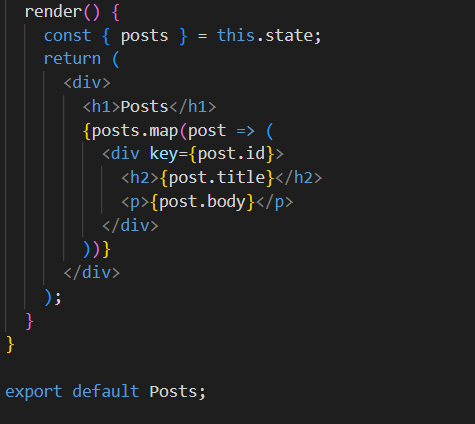 render() {
const { posts } = this.state;
return (
<div>
<h1>Posts</h1>
{posts.map(post => (
<div key={post.id}>
<h2>{post.title}</h2>
<p>{post.body}</p>
</div>
))}
</div>
);
}
}
export default Posts;